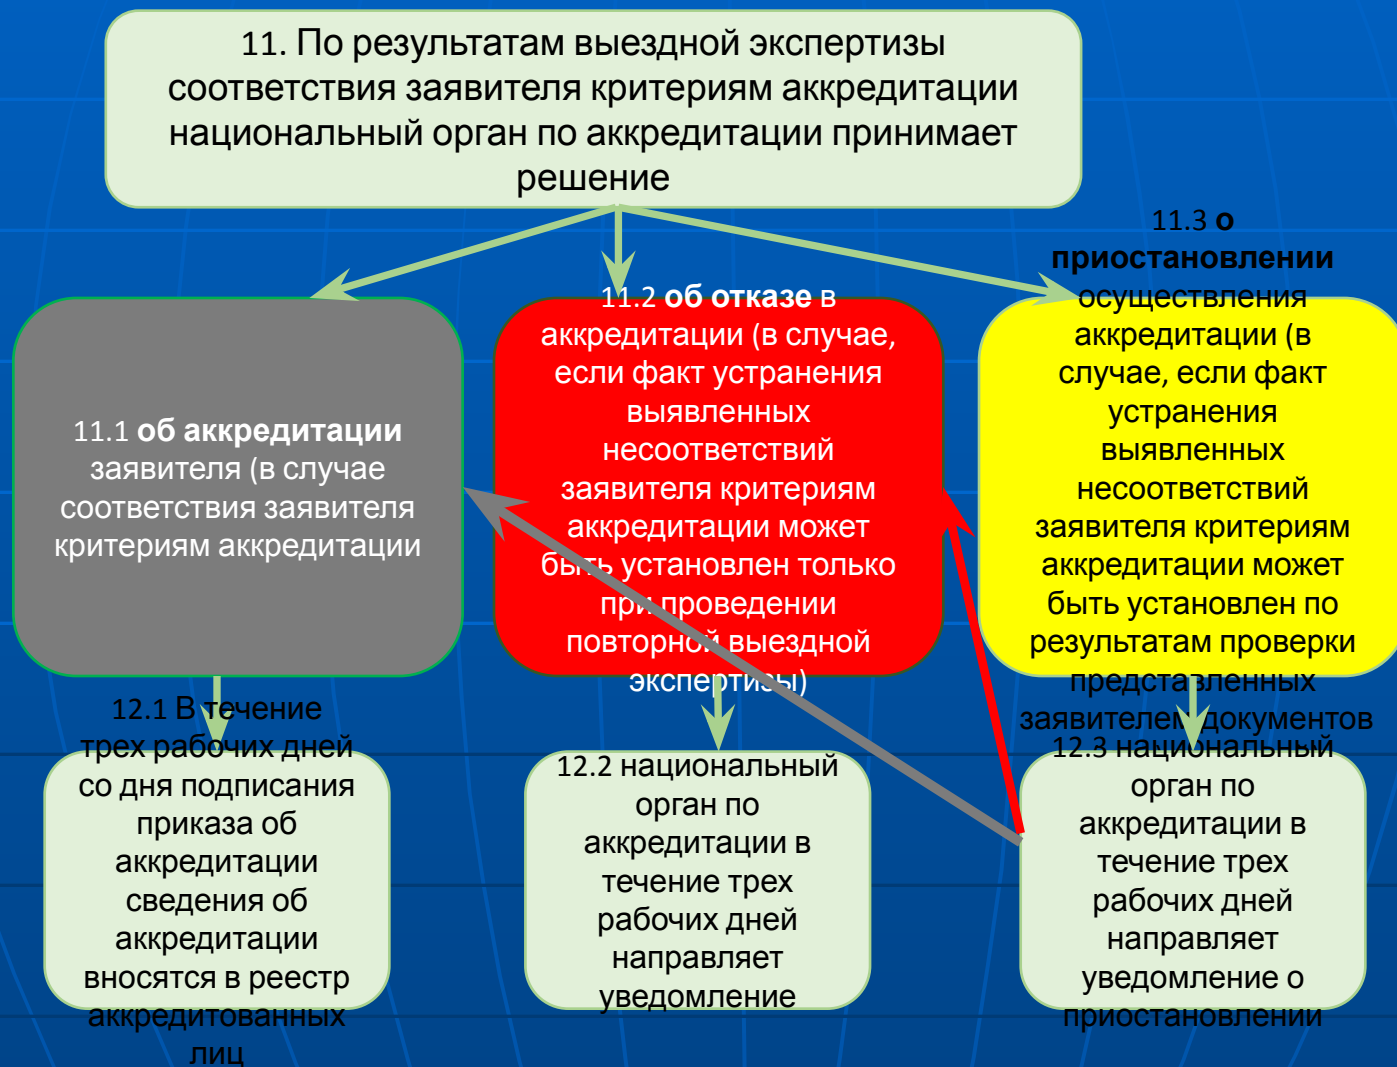 11. По результатам выездной экспертизы
соответствия заявителя критериям аккредитации
национальный орган по аккредитации принимает
решение
11.1 об аккредитации
заявителя (в случае
соответствия заявителя
критериям аккредитации
11.2 об отказе в
аккредитации (в случае,
если факт устранения
выявленных
несоответствий
заявителя критериям
аккредитации может
быть установлен только
при проведении
повторной выездной
экспертизы)
11.3 о
приостановлении
осуществления
аккредитации (в
случае, если факт
устранения
выявленных
несоответствий
заявителя критериям
аккредитации может
быть установлен по
результатам проверки
представленных
заявителем документов
12.1 В течение
трех рабочих дней
со дня подписания
приказа об
аккредитации
сведения об
аккредитации
вносятся в реестр
аккредитованных
лиц
12.2 национальный
орган по
аккредитации в
течение трех
рабочих дней
направляет
уведомление
12.3 национальный
орган по
аккредитации в
течение трех
рабочих дней
направляет
уведомление о
приостановлении